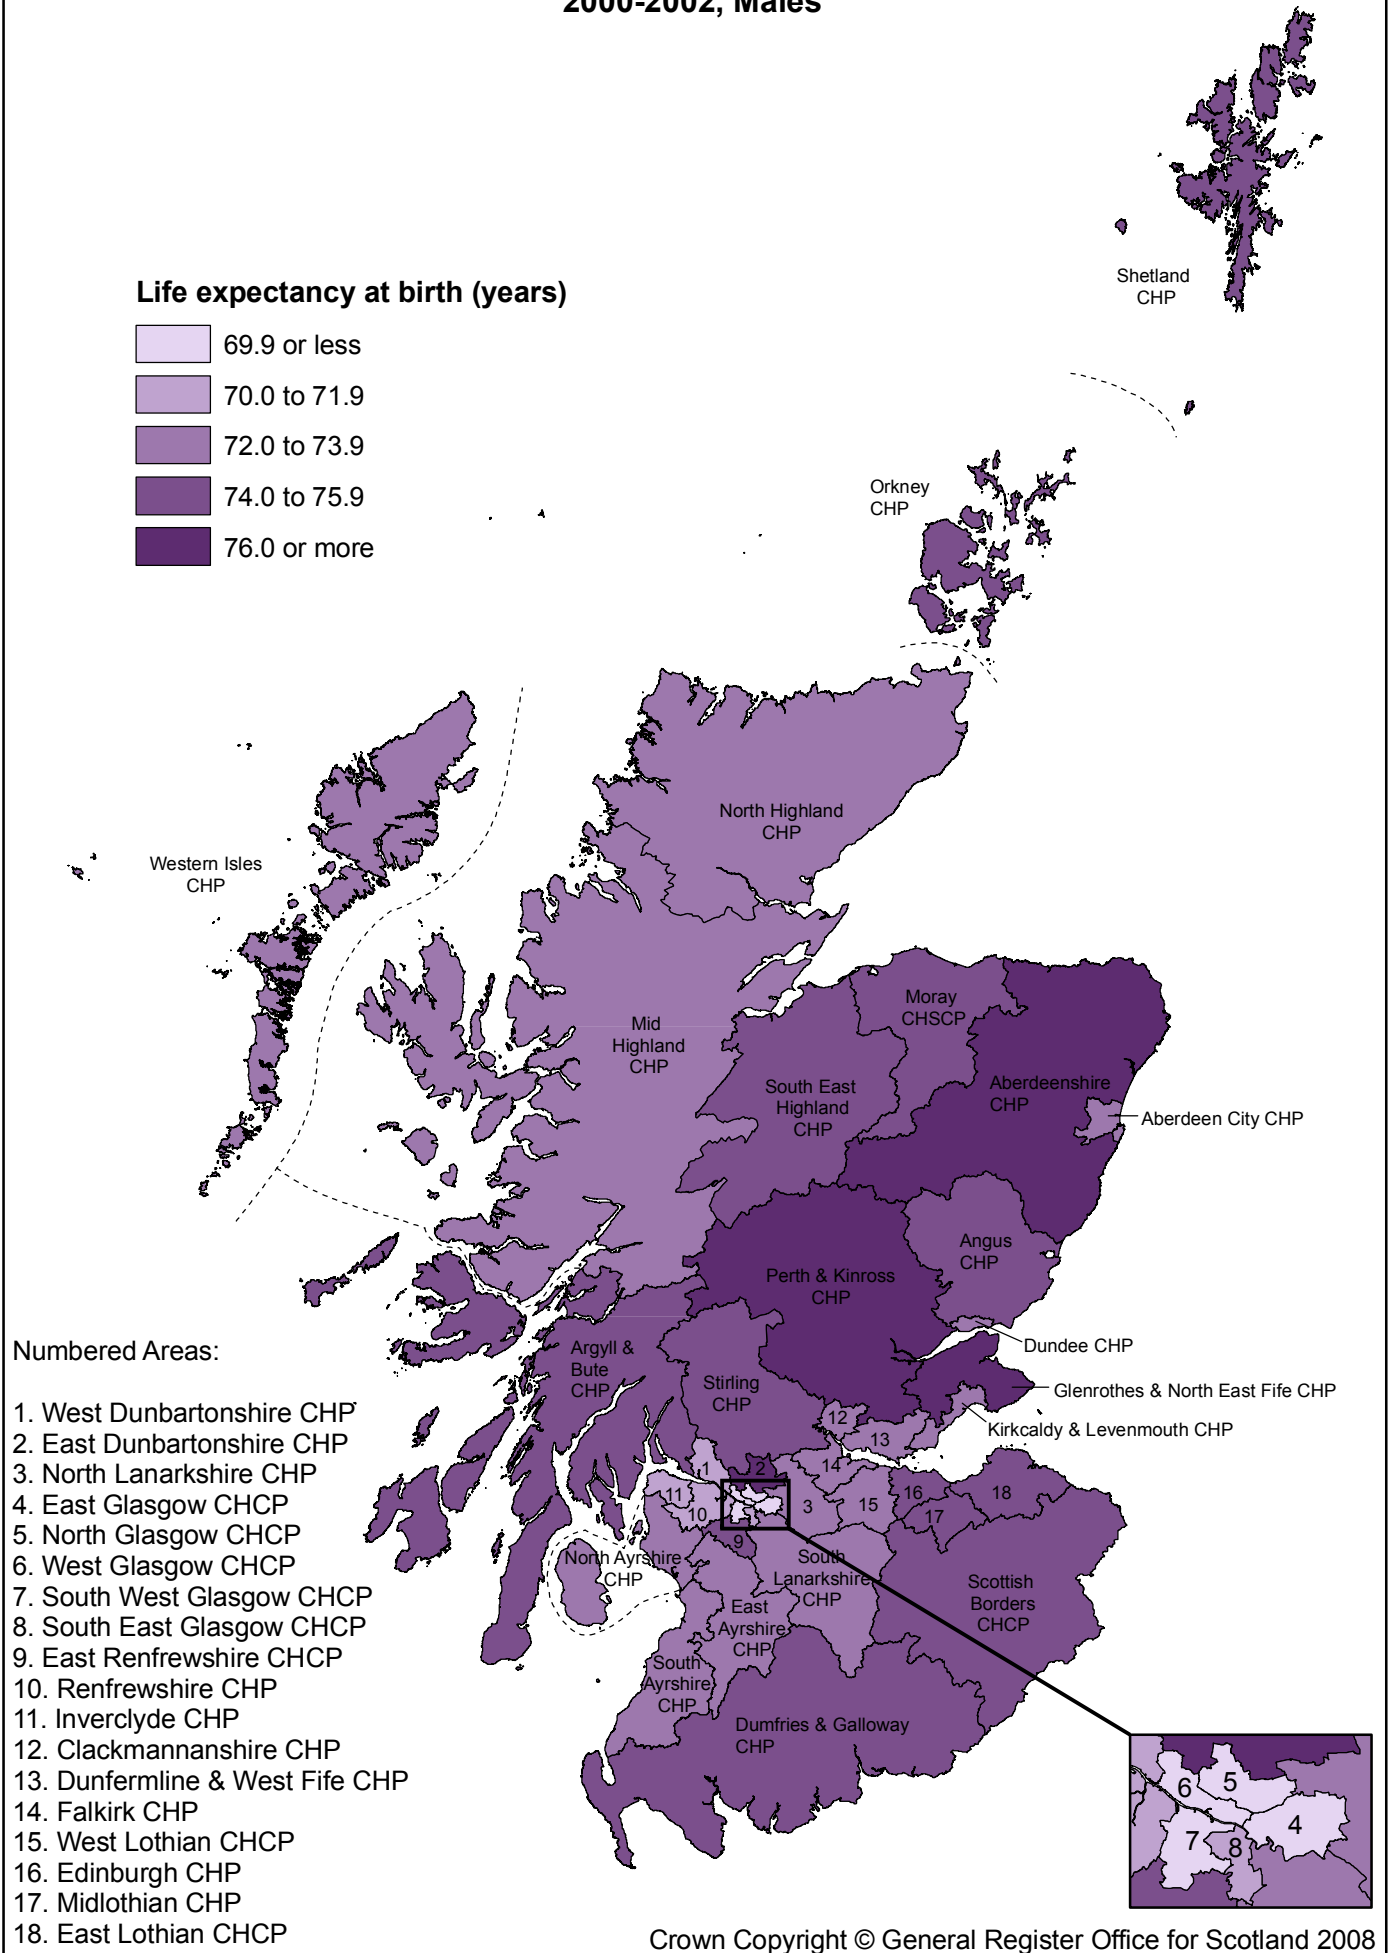 2000-2002, Males
Life expectancy at birth (years)
69.9 or less
70.0 to 71.9
72.0 to 73.9
74.0 to 75.9
76.0 or more
Shetland
CHP
Orkney
CHP
North Highland
CHP
Western Isles
CHP
Moray
CHSCP
Mid
Highland
CHP
South East
Highland
CHP
Aberdeenshire
CHP
Aberdeen City CHP
Angus
CHP
Perth & Kinross
CHP
Dundee CHP
Argyll &
Bute
CHP
Stirling
CHP
Glenrothes & North East Fife CHP
Kirkcaldy & Levenmouth CHP
12
13
14
1
2
11
10
3
15
16
17
18
9
North Ayrshire
CHP
South
Lanarkshire
CHP
East
Ayrshire
CHP
Scottish
Borders
CHCP
South
Ayrshire
CHP
Dumfries & Galloway
CHP
Numbered Areas:
1. West Dunbartonshire CHP
2. East Dunbartonshire CHP
3. North Lanarkshire CHP
4. East Glasgow CHCP
5. North Glasgow CHCP
6. West Glasgow CHCP
7. South West Glasgow CHCP
8. South East Glasgow CHCP
9. East Renfrewshire CHCP
10. Renfrewshire CHP
11. Inverclyde CHP
12. Clackmannanshire CHP
13. Dunfermline & West Fife CHP
14. Falkirk CHP
15. West Lothian CHCP
16. Edinburgh CHP
17. Midlothian CHP
18. East Lothian CHCP
6
5
4
7
8
Crown Copyright © General Register Office for Scotland 2008